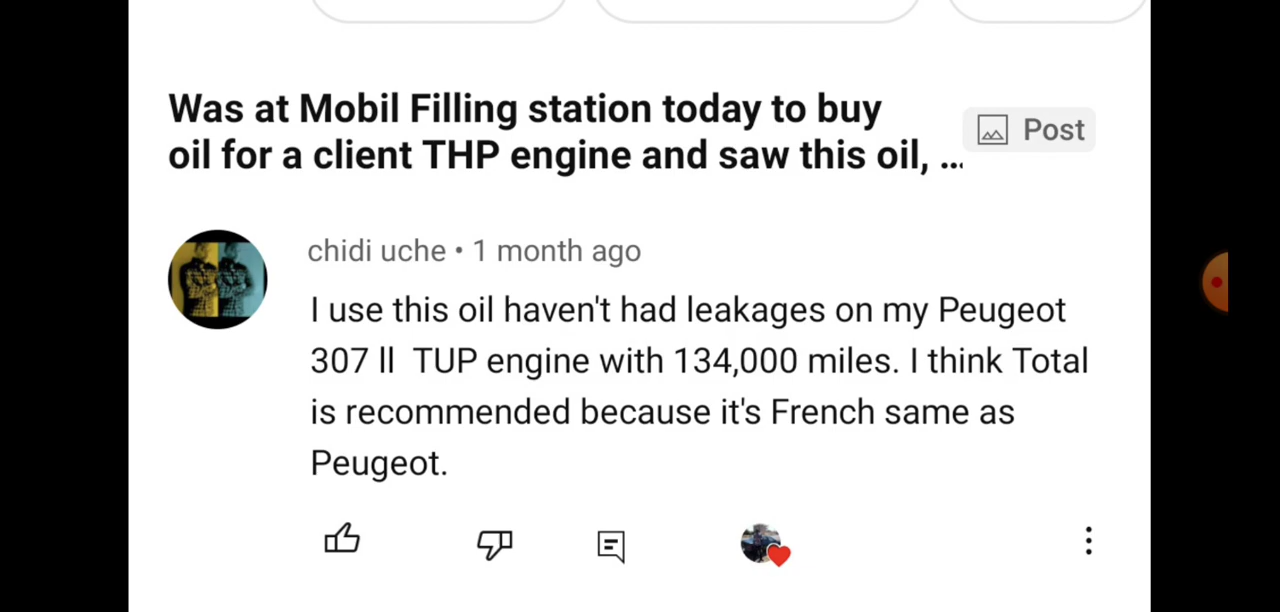 Was at Mobil Filling station today to buy
oil for a client THP engine and saw this oil, ...
Post
chidi uche • 1 month ago
I use this oil haven't had leakages on my Peugeot
307 ll  TUP engine with 134,000 miles. I think Total
is recommended because it's French same as
Peugeot.